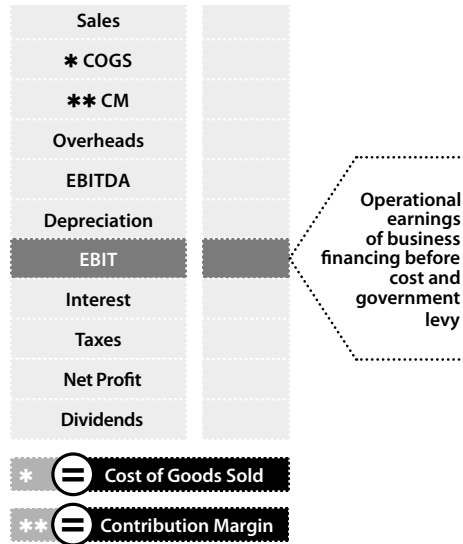 Sales
✱ COGS
✱✱ CM
Overheads
EBITDA
Depreciation
EBIT
Interest
Taxes
Net Profit
Dividends
Operational
earnings
of business
financing before
cost and
government
levy
✱ = Cost of Goods Sold
✱✱ = Contribution Margin